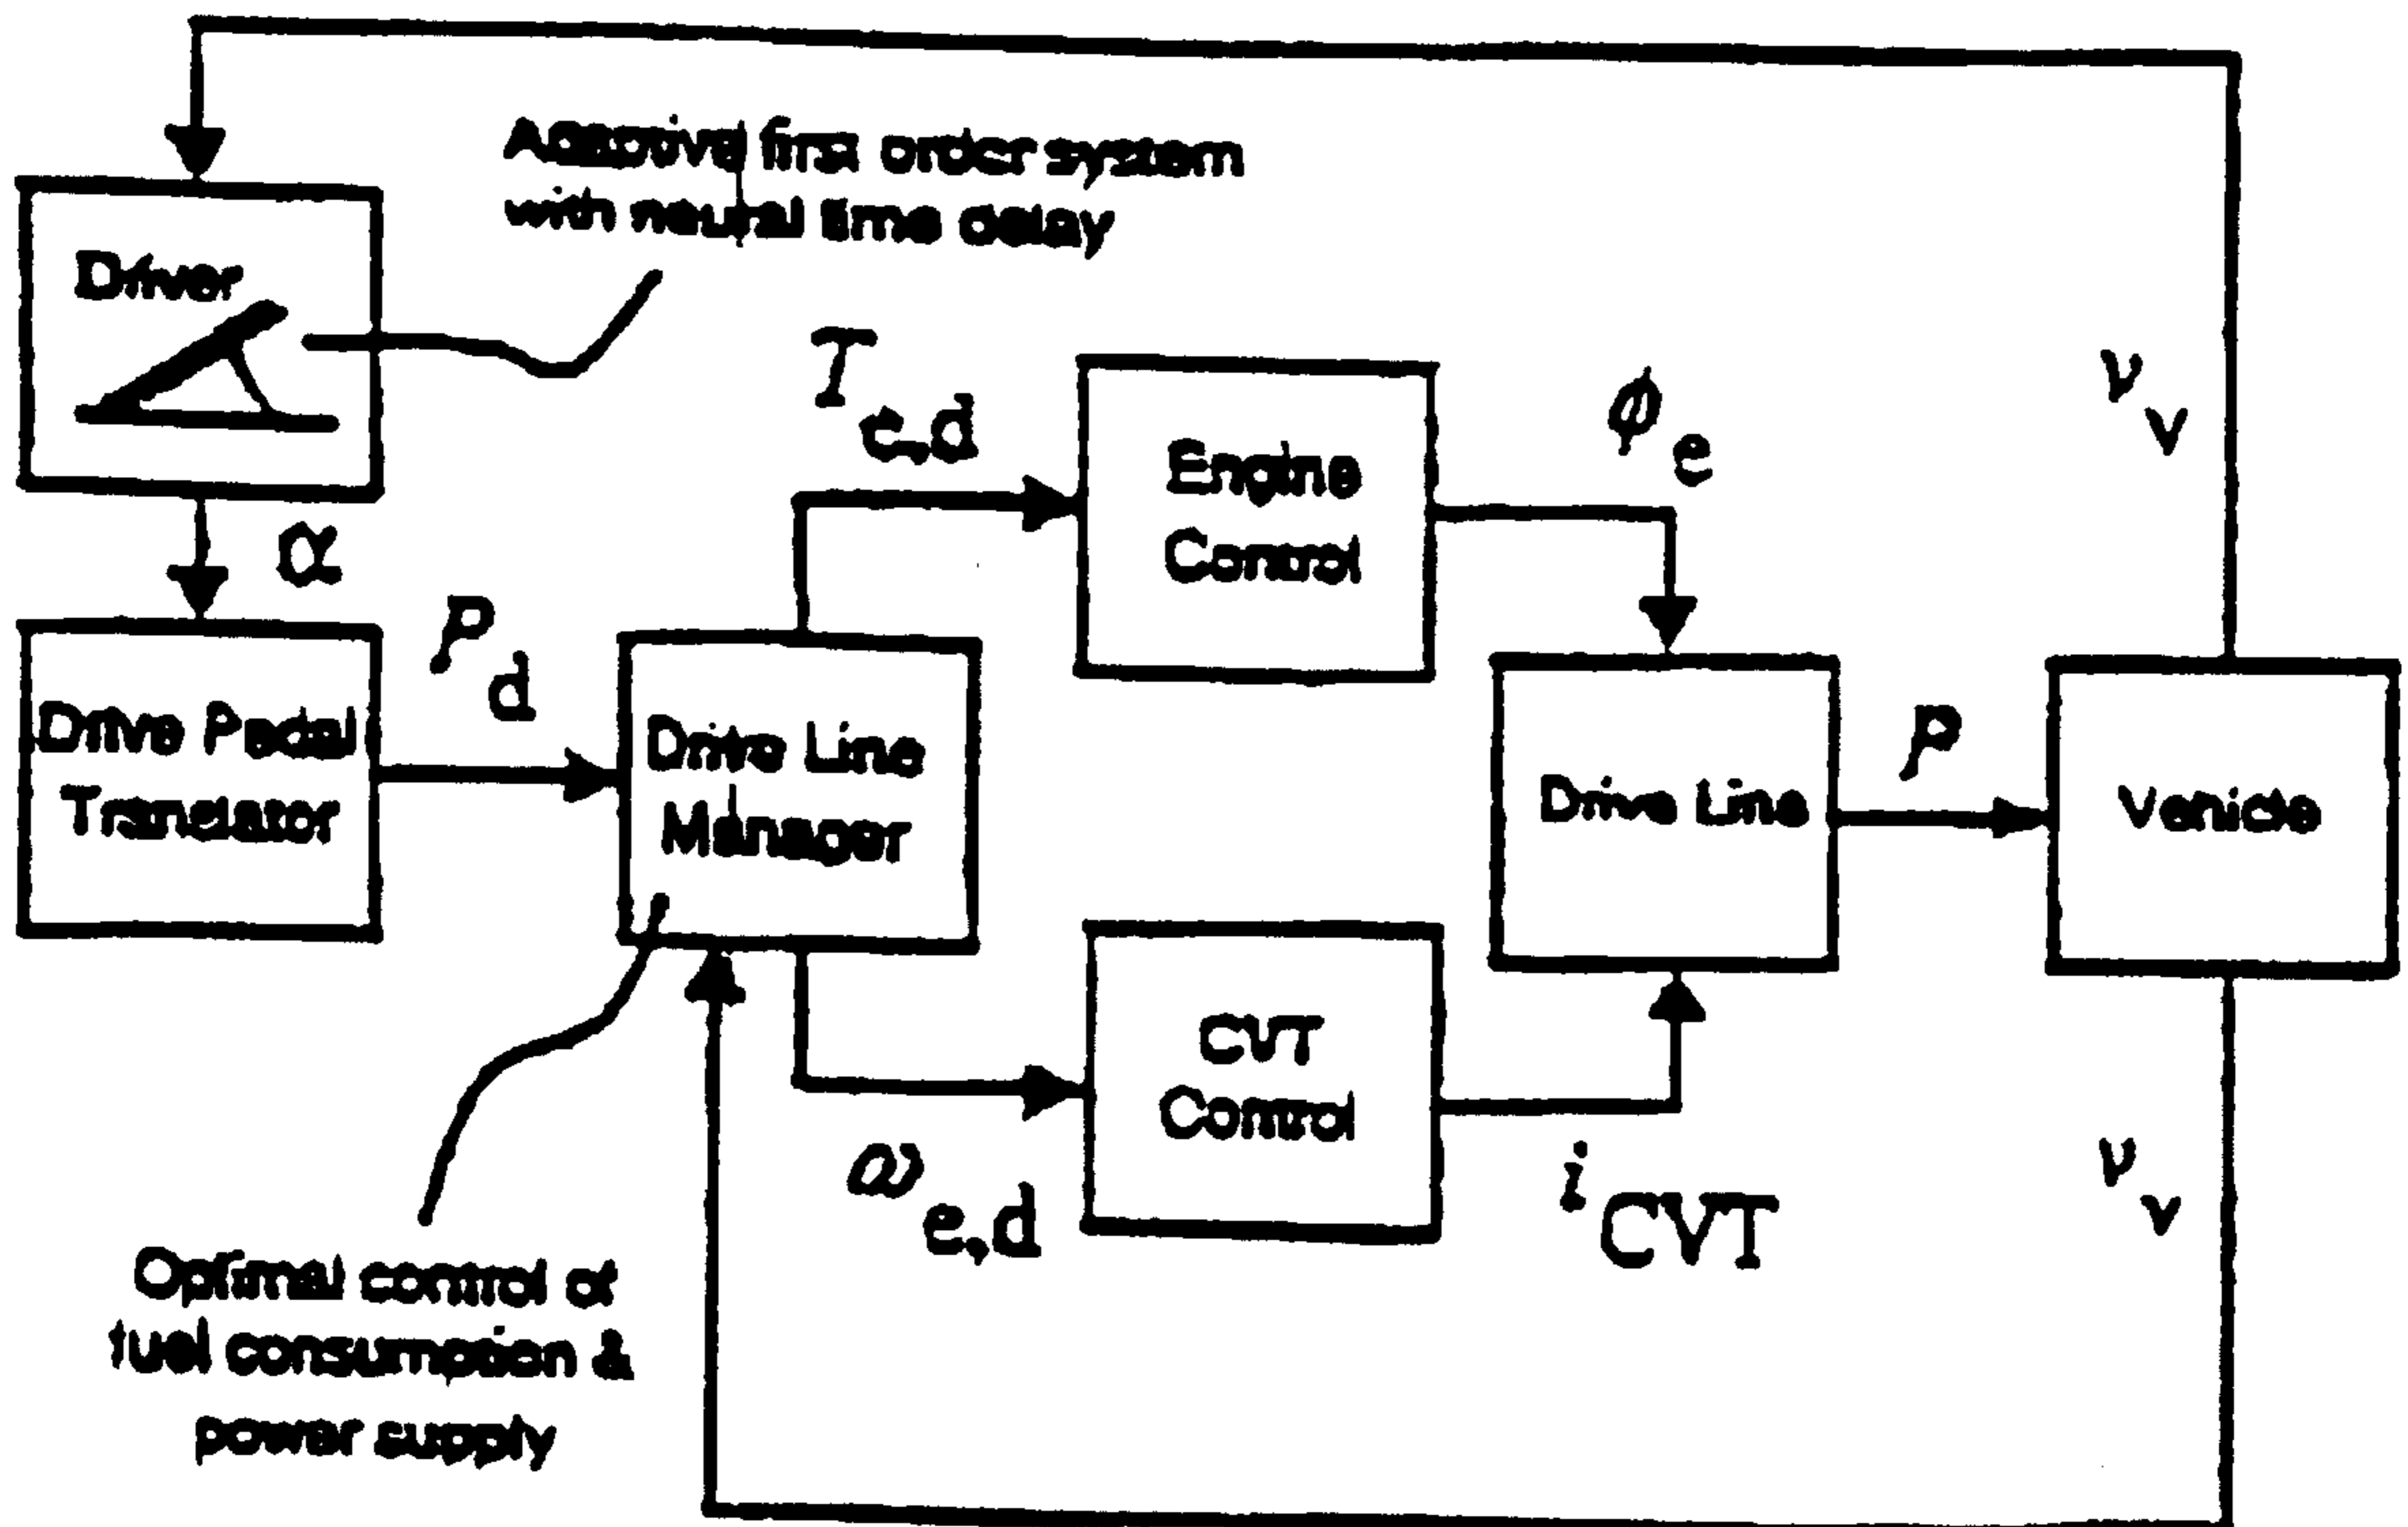 Adaptive first order system
with neural time delay
Driver
T e,d
ϕ e
v v
Engine
Control
α
P d
Drive Pedal
Translator
Drive Line
Manager
Drive Line
P
Vehicle
CVT
Control
ω e,d
i CVT
v v
Optimal control of
fuel consumption &
power supply